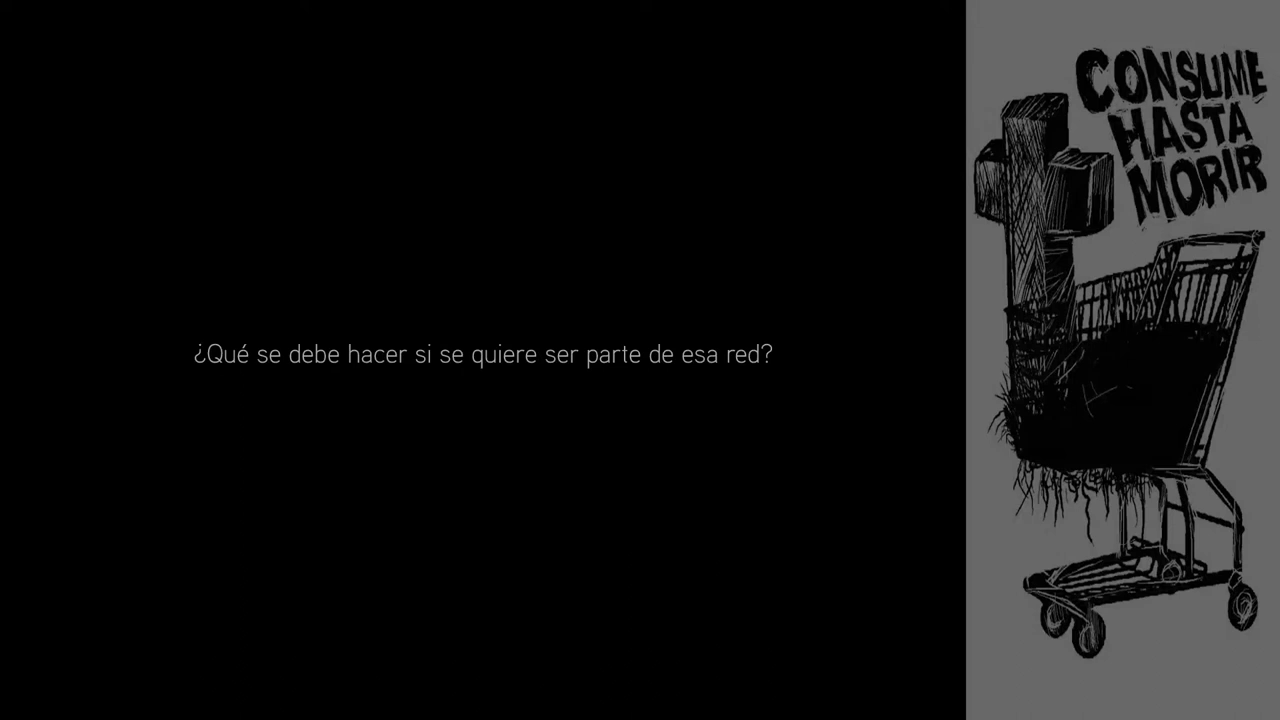 ¿Qué se debe hacer si se quiere ser parte de esa red?
CONSUME
HASTA
MORIR